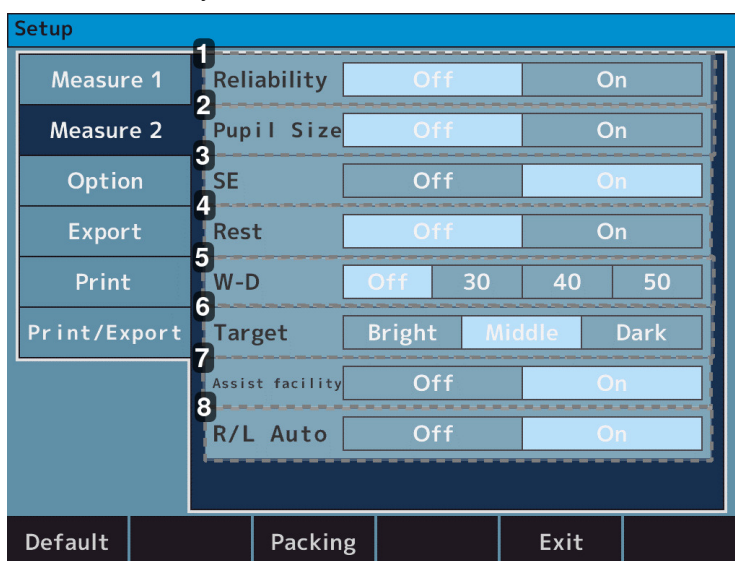 Setup
Measure 1
Measure 2
Option
Export
Print
Print/Export
1
Reliability Off On
2
Pupil Size Off On
3
SE Off On
4
Rest Off On
5
W-D Off 30 40 50
6
Target Bright Middle Dark
7
Assist facility Off On
8
R/L Auto Off On
Default Packing Exit